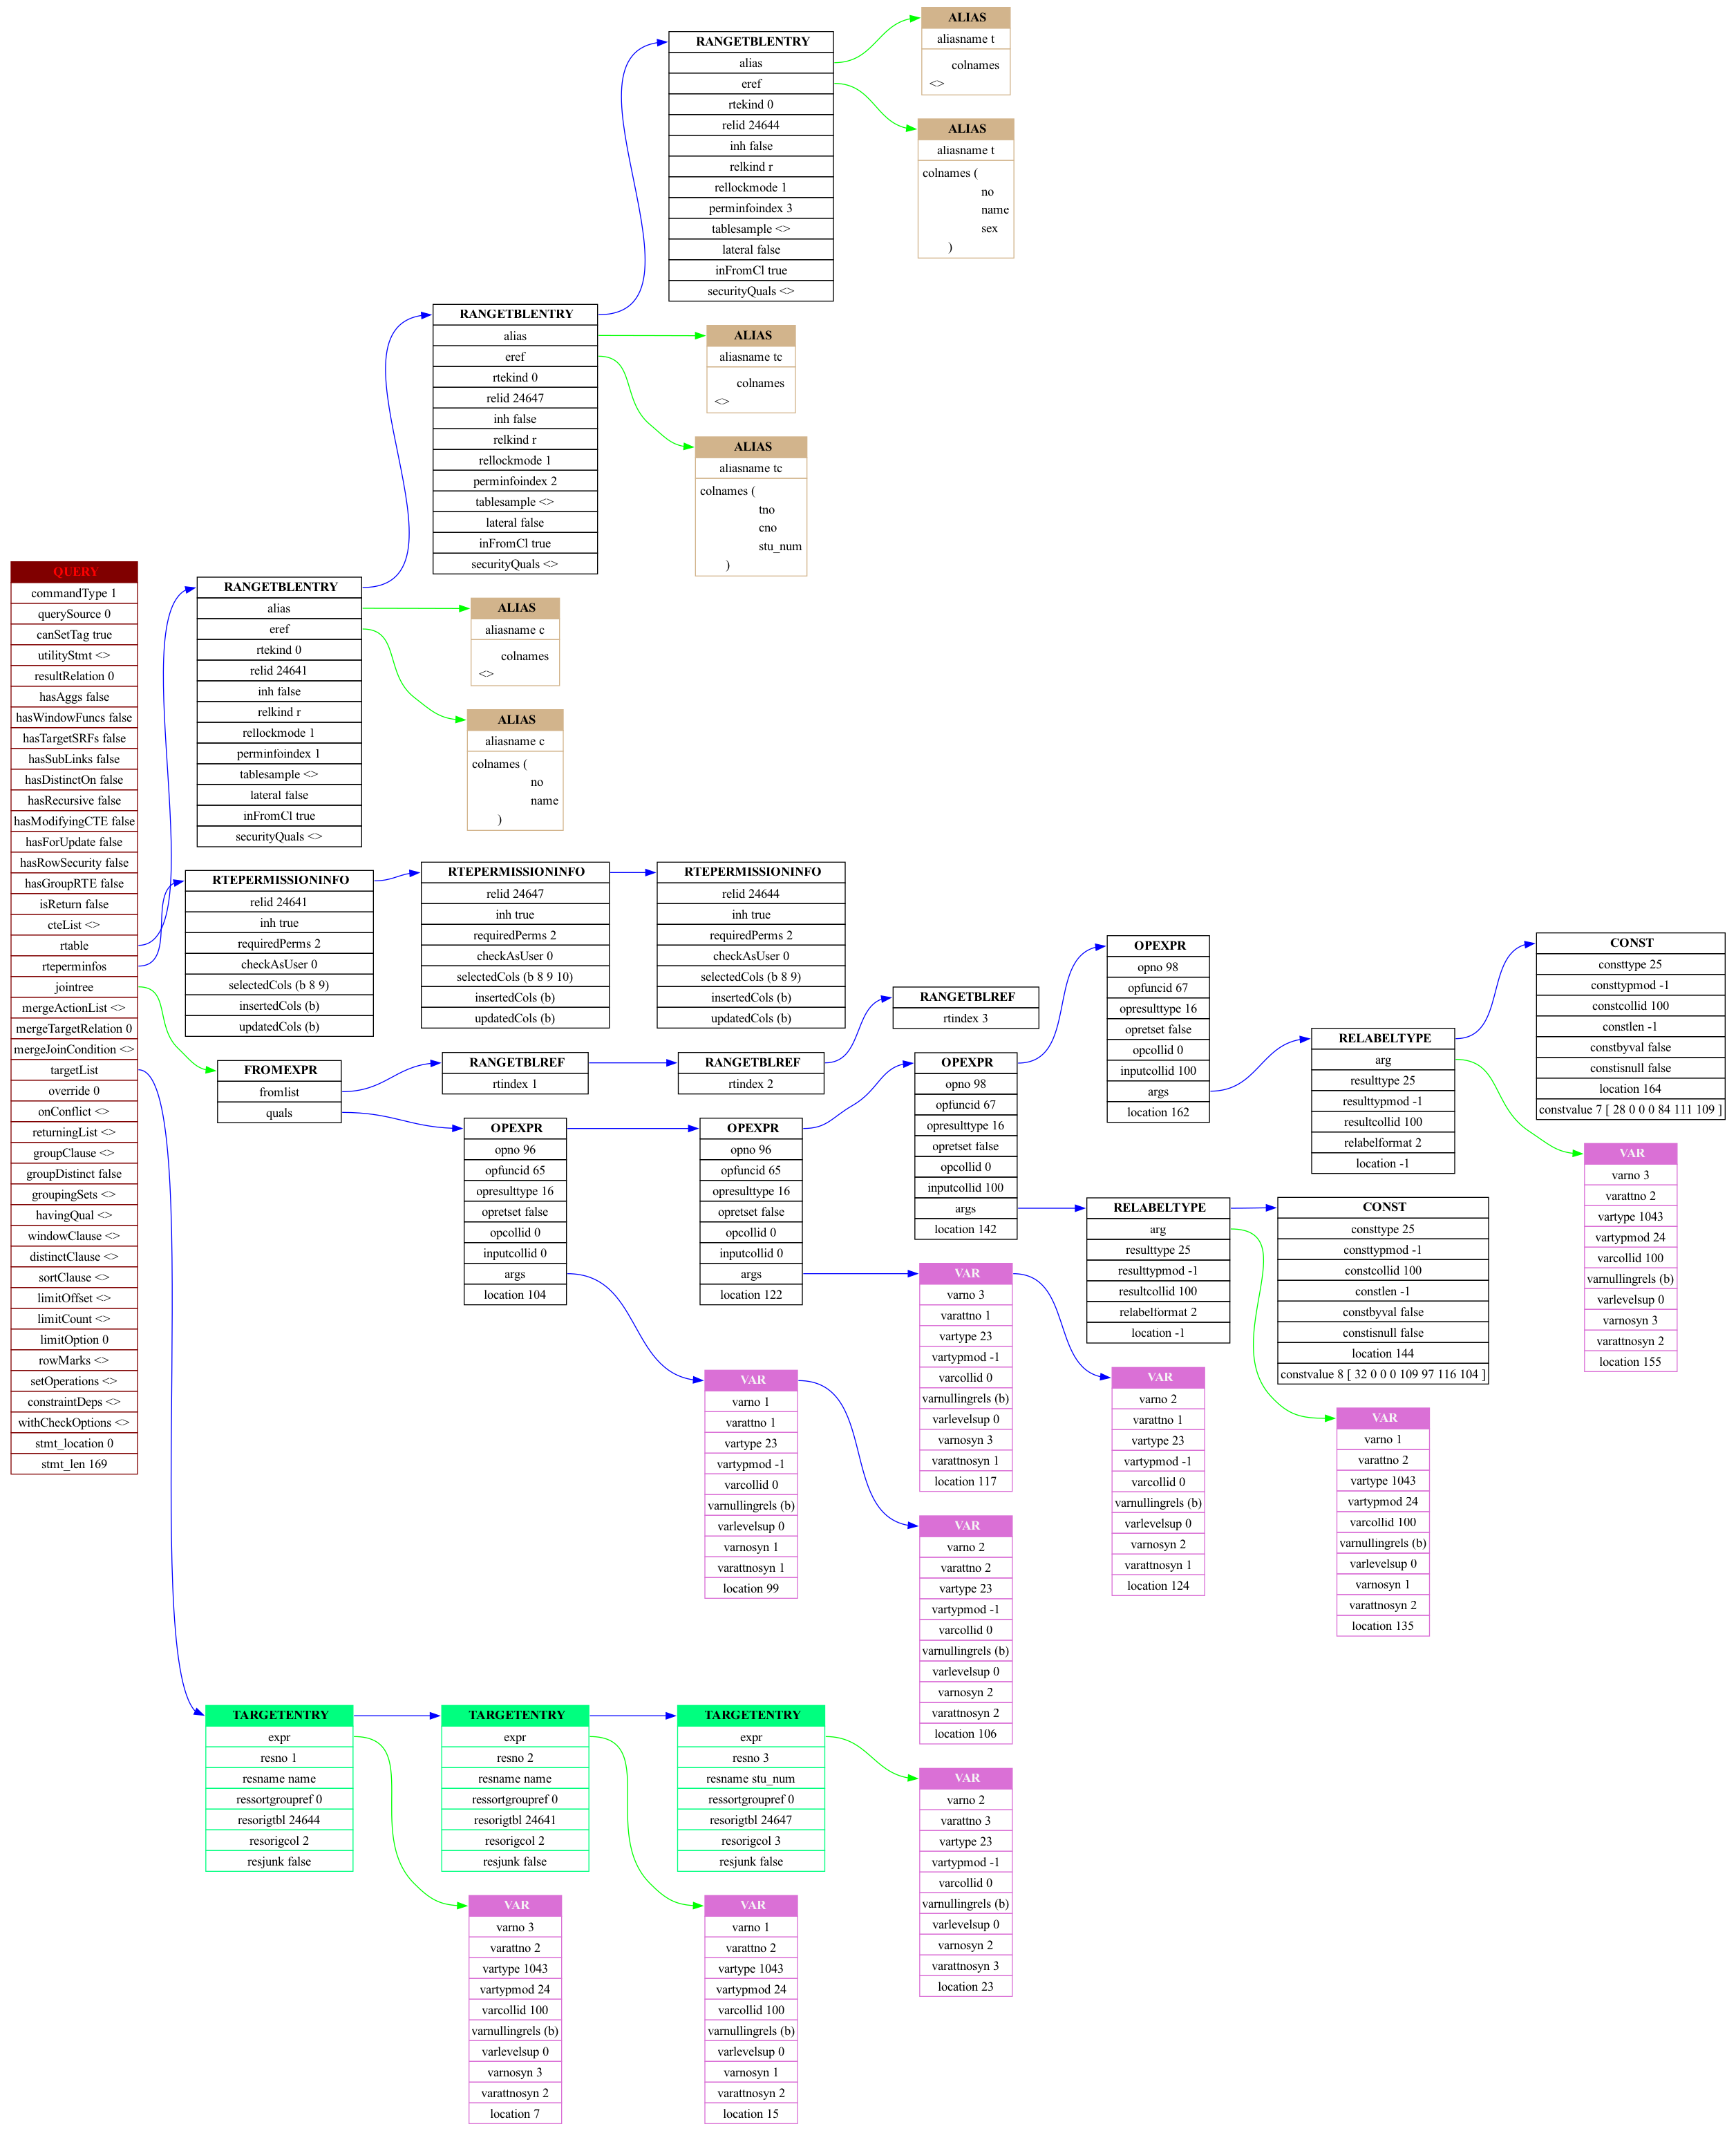 ALIAS
aliasname t
colnames
<>
RANGETBLENTRY
alias
eref
rtekind 0
relid 24644
inh false
relkind r
rellockmode 1
perminfoindex 3
tablesample <>
lateral false
inFromCl true
securityQuals <>
ALIAS
aliasname t
colnames (
no
name
sex
)
RANGETBLENTRY
alias
eref
rtekind 0
relid 24647
inh false
relkind r
rellockmode 1
perminfoindex 2
tablesample <>
lateral false
inFromCl true
securityQuals <>
ALIAS
aliasname tc
colnames
<>
ALIAS
aliasname tc
colnames (
tno
cno
stu_num
)
QUERY
commandType 1
querySource 0
canSetTag true
utilityStmt <>
resultRelation 0
hasAggs false
hasWindowFuncs false
hasTargetSRFs false
hasSubLinks false
hasDistinctOn false
hasRecursive false
hasModifyingCTE false
hasForUpdate false
hasRowSecurity false
hasGroupRTE false
isReturn false
cteList <>
rtable
rteperminfos
jointree
mergeActionList <>
mergeTargetRelation 0
mergeJoinCondition <>
targetList
override 0
onConflict <>
returningList <>
groupClause <>
groupDistinct false
groupingSets <>
havingQual <>
windowClause <>
distinctClause <>
sortClause <>
limitOffset <>
limitCount <>
limitOption 0
rowMarks <>
setOperations <>
constraintDeps <>
withCheckOptions <>
stmt_location 0
stmt_len 169
RANGETBLENTRY
alias
eref
rtekind 0
relid 24641
inh false
relkind r
rellockmode 1
perminfoindex 1
tablesample <>
lateral false
inFromCl true
securityQuals <>
ALIAS
aliasname c
colnames
<>
ALIAS
aliasname c
colnames (
no
name
)
RTEPERMISSIONINFO
relid 24641
inh true
requiredPerms 2
checkAsUser 0
selectedCols (b 8 9)
insertedCols (b)
updatedCols (b)
RTEPERMISSIONINFO
relid 24647
inh true
requiredPerms 2
checkAsUser 0
selectedCols (b 8 9 10)
insertedCols (b)
updatedCols (b)
RTEPERMISSIONINFO
relid 24644
inh true
requiredPerms 2
checkAsUser 0
selectedCols (b 8 9)
insertedCols (b)
updatedCols (b)
FROMEXPR
fromlist
quals
RANGETBLREF
rtindex 1
RANGETBLREF
rtindex 2
RANGETBLREF
rtindex 3
OPEXPR
opno 96
opfuncid 65
opresulttype 16
opretset false
opcollid 0
inputcollid 0
args
location 104
OPEXPR
opno 96
opfuncid 65
opresulttype 16
opretset false
opcollid 0
inputcollid 0
args
location 122
OPEXPR
opno 98
opfuncid 67
opresulttype 16
opretset false
opcollid 0
inputcollid 100
args
location 142
OPEXPR
opno 98
opfuncid 67
opresulttype 16
opretset false
opcollid 0
inputcollid 100
args
location 162
RELABELTYPE
arg
resulttype 25
resulttypmod -1
resultcollid 100
relabelformat 2
location -1
CONST
consttype 25
consttypmod -1
constcollid 100
constlen -1
constbyval false
constisnull false
location 164
constvalue 7 [ 28 0 0 0 84 111 109 ]
VAR
varno 3
varattno 2
vartype 1043
vartypmod 24
varcollid 100
varnullingrels (b)
varlevelsup 0
varnosyn 3
varattnosyn 2
location 155
RELABELTYPE
arg
resulttype 25
resulttypmod -1
resultcollid 100
relabelformat 2
location -1
CONST
consttype 25
consttypmod -1
constcollid 100
constlen -1
constbyval false
constisnull false
location 144
constvalue 8 [ 32 0 0 0 109 97 116 104 ]
VAR
varno 1
varattno 2
vartype 1043
vartypmod 24
varcollid 100
varnullingrels (b)
varlevelsup 0
varnosyn 1
varattnosyn 2
location 135
VAR
varno 3
varattno 1
vartype 23
vartypmod -1
varcollid 0
varnullingrels (b)
varlevelsup 0
varnosyn 3
varattnosyn 1
location 117
VAR
varno 2
varattno 1
vartype 23
vartypmod -1
varcollid 0
varnullingrels (b)
varlevelsup 0
varnosyn 2
varattnosyn 1
location 124
VAR
varno 1
varattno 1
vartype 23
vartypmod -1
varcollid 0
varnullingrels (b)
varlevelsup 0
varnosyn 1
varattnosyn 1
location 99
VAR
varno 2
varattno 2
vartype 23
vartypmod -1
varcollid 0
varnullingrels (b)
varlevelsup 0
varnosyn 2
varattnosyn 2
location 106
TARGETENTRY
expr
resno 1
resname name
ressortgroupref 0
resorigtbl 24644
resorigcol 2
resjunk false
TARGETENTRY
expr
resno 2
resname name
ressortgroupref 0
resorigtbl 24641
resorigcol 2
resjunk false
TARGETENTRY
expr
resno 3
resname stu_num
ressortgroupref 0
resorigtbl 24647
resorigcol 3
resjunk false
VAR
varno 2
varattno 3
vartype 23
vartypmod -1
varcollid 0
varnullingrels (b)
varlevelsup 0
varnosyn 2
varattnosyn 3
location 23
VAR
varno 3
varattno 2
vartype 1043
vartypmod 24
varcollid 100
varnullingrels (b)
varlevelsup 0
varnosyn 3
varattnosyn 2
location 7
VAR
varno 1
varattno 2
vartype 1043
vartypmod 24
varcollid 100
varnullingrels (b)
varlevelsup 0
varnosyn 1
varattnosyn 2
location 15